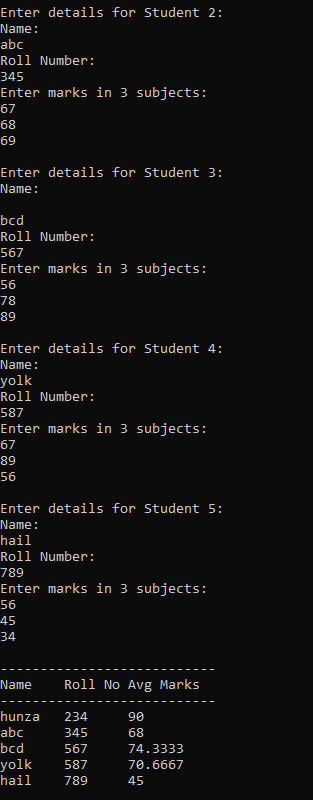 Enter details for Student 2:
Name:
abc
Roll Number:
345
Enter marks in 3 subjects:
67
68
69
Enter details for Student 3:
Name:
bcd
Roll Number:
567
Enter marks in 3 subjects:
56
78
89
Enter details for Student 4:
Name:
yolk
Roll Number:
587
Enter marks in 3 subjects:
67
89
56
Enter details for Student 5:
Name:
hail
Roll Number:
789
Enter marks in 3 subjects:
56
45
34
---------------------------
Name    Roll No Avg Marks
---------------------------
hunza   234     90
abc     345     68
bcd     567     74.3333
yolk    587     70.6667
hail    789     45